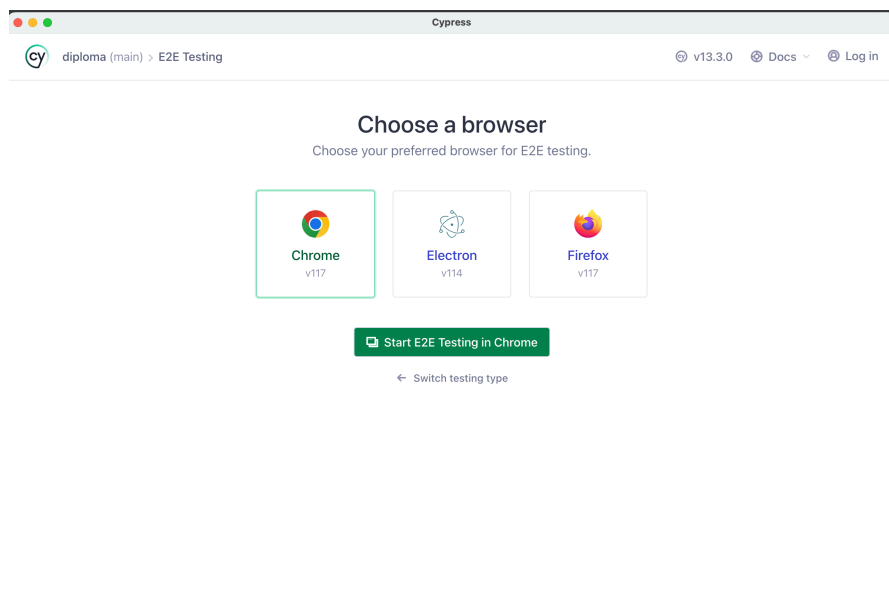 Cypress
cy diploma (main) > E2E Testing v13.3.0 Docs Log in
Choose a browser
Choose your preferred browser for E2E testing.
Chrome Electron Firefox
v117 v114 v117
Start E2E Testing in Chrome
← Switch testing type